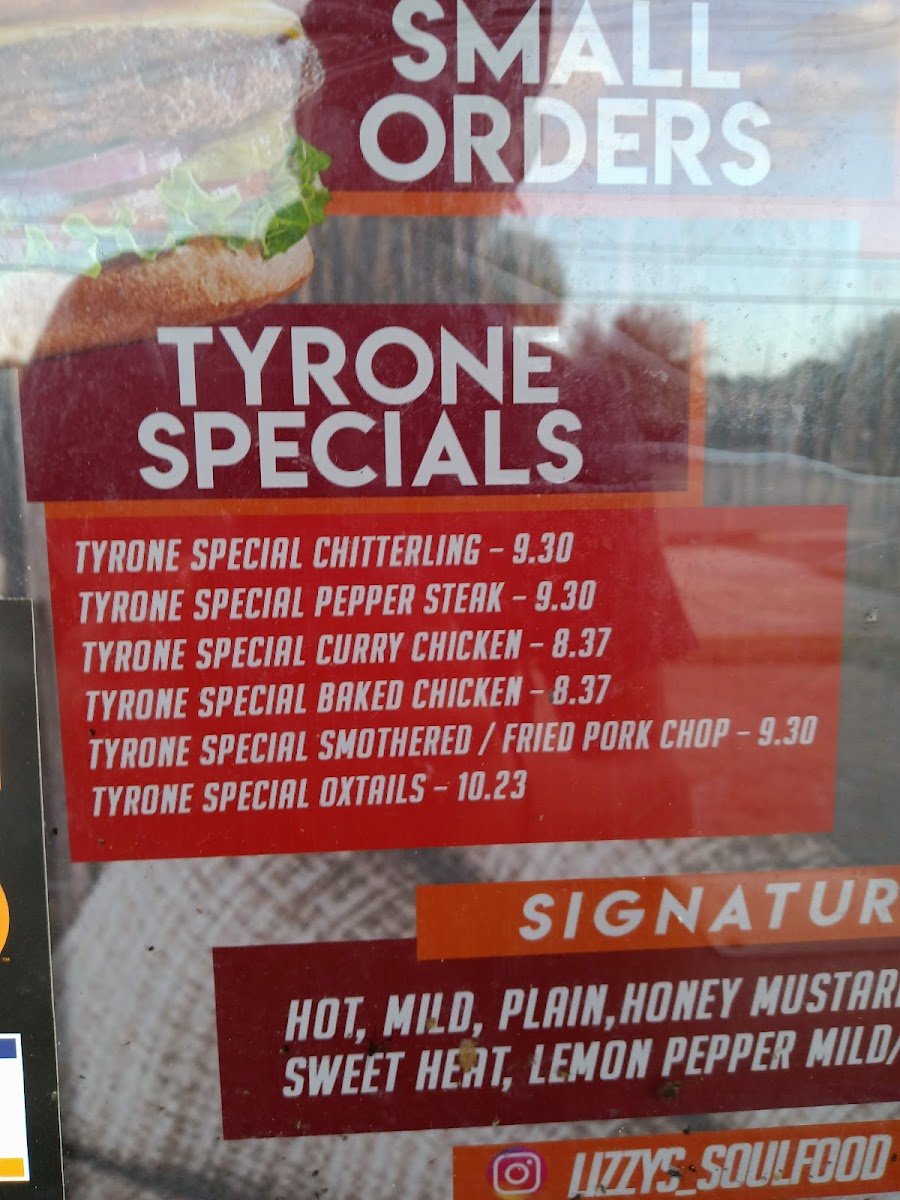 SMALL
ORDERS
TYRONE
SPECIALS
TYRONE SPECIAL CHITTERLING - 9.30
TYRONE SPECIAL PEPPER STEAK - 9.30
TYRONE SPECIAL CURRY CHICKEN - 8.37
TYRONE SPECIAL BAKED CHICKEN - 8.37
TYRONE SPECIAL SMOTHERED / FRIED PORK CHOP - 9.30
TYRONE SPECIAL OXTAILS - 10.23
SIGNATUR
HOT, MILD, PLAIN,HONEY MUSTAR
SWEET HEAT, LEMON PEPPER MILD/
LIZZYS_SOULFOOD
™